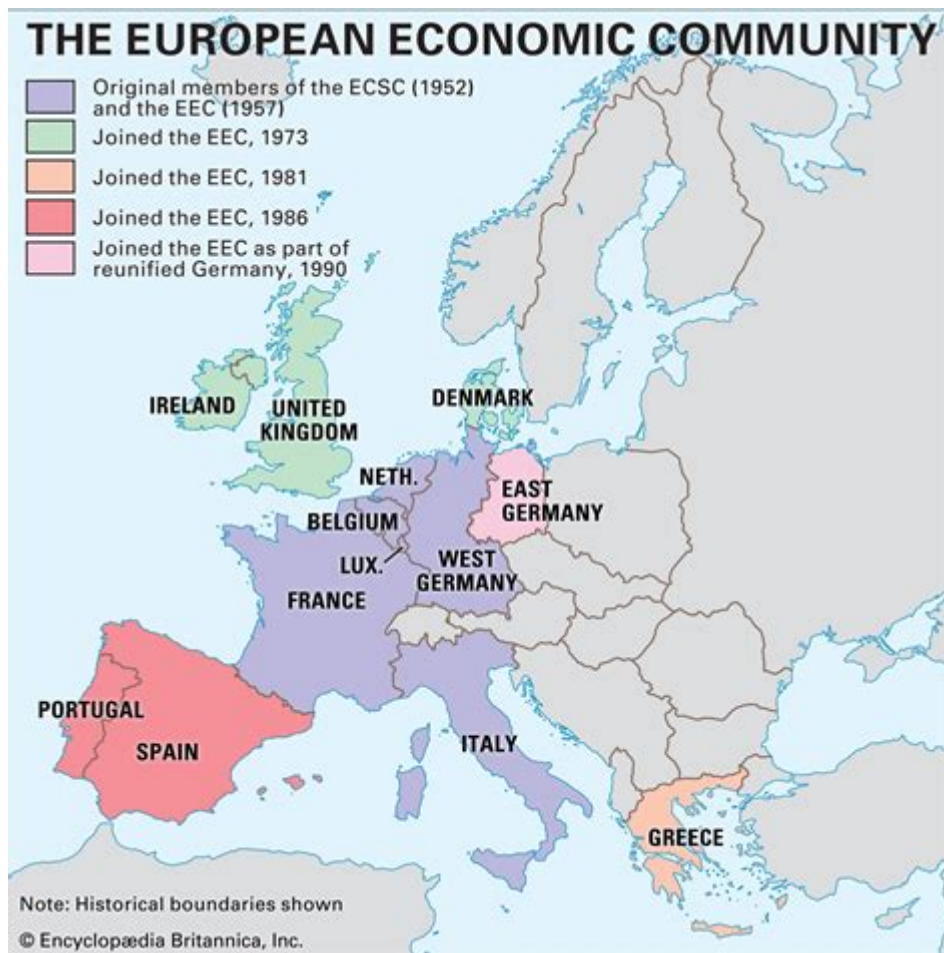 THE EUROPEAN ECONOMIC COMMUNITY
Original members of the ECSC (1952)
and the EEC (1957)
Joined the EEC, 1973
Joined the EEC, 1981
Joined the EEC, 1986
Joined the EEC as part of
reunified Germany, 1990
IRELAND
UNITED
KINGDOM
DENMARK
NETH.
EAST
GERMANY
BELGIUM
LUX.
WEST
GERMANY
FRANCE
PORTUGAL
SPAIN
ITALY
GREECE
Note: Historical boundaries shown
© Encyclopædia Britannica, Inc.